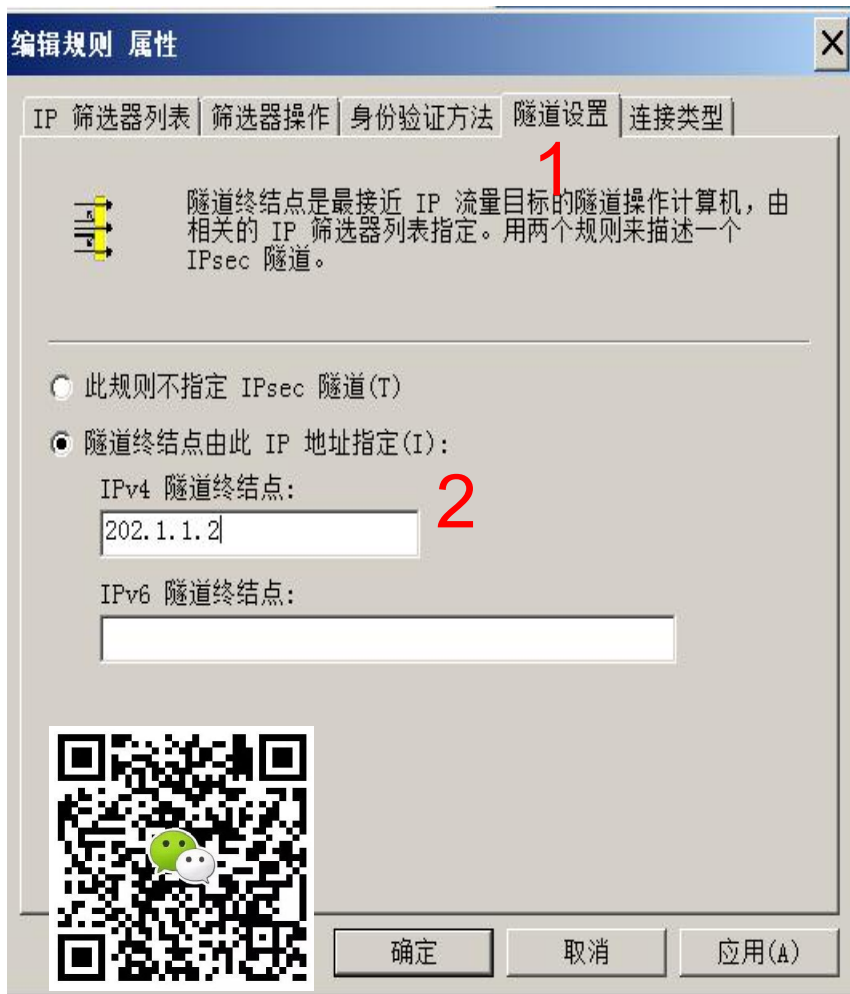 编辑规则 属性
IP 筛选器列表 筛选器操作 身份验证方法 隧道设置 连接类型
1
隧道终结点是最接近 IP 流量目标的隧道操作计算机，由
相关的 IP 筛选器列表指定。用两个规则来描述一个
IPsec 隧道。
此规则不指定 IPsec 隧道(T)
隧道终结点由此 IP 地址指定(I):
IPv4 隧道终结点:
2
202.1.1.2
IPv6 隧道终结点:
确定 取消 应用(A)